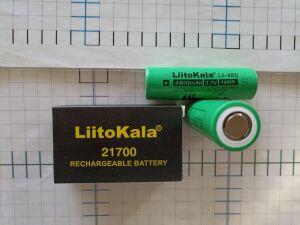 LiitoKala Lii-48S
4800mAh 3.7V
LiitoKala®
21700
RECHARGEABLE BATTERY